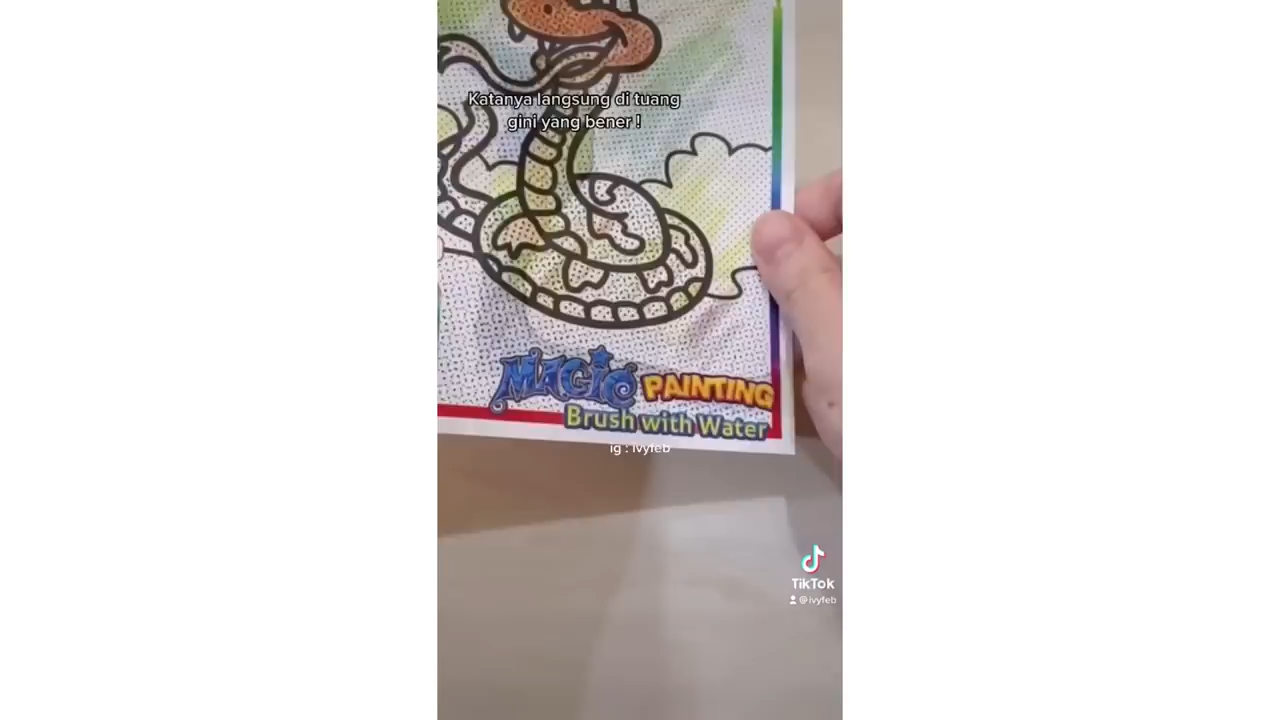 Katanya langsung di tuang
gini yang bener !
MAGIC PAINTING
Brush with Water
ig : ivyfeb
TikTok
@ivyfeb